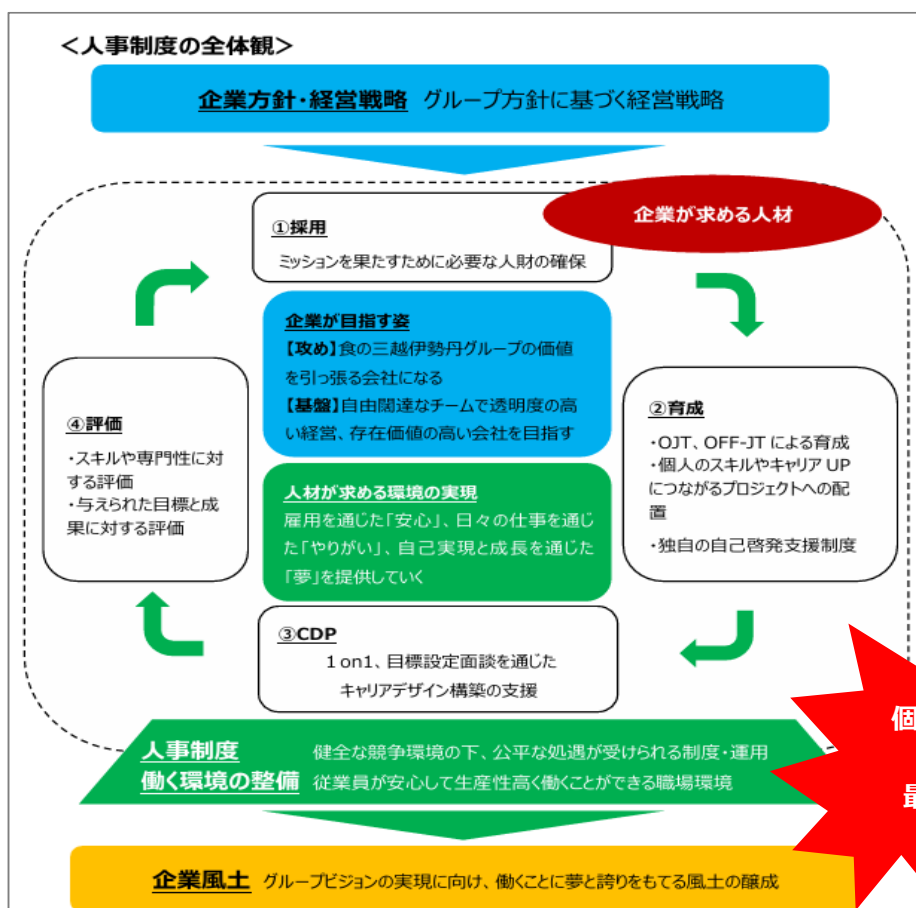 ＜人事制度の全体観＞
企業方針・経営戦略 グループ方針に基づく経営戦略
企業が求める人材
①採用
ミッションを果たすために必要な人財の確保
企業が目指す姿
【攻め】食の三越伊勢丹グループの価値
を引っ張る会社になる
【基盤】自由闊達なチームで透明度の高
い経営、存在価値の高い会社を目指す
②育成
・OJT、OFF-JT による育成
・個人のスキルやキャリア UP
につながるプロジェクトへの配
置
・独自の自己啓発支援制度
④評価
・スキルや専門性に対
する評価
・与えられた目標と成
果に対する評価
人材が求める環境の実現
雇用を通じた「安心」、日々の仕事を通じ
た「やりがい」、自己実現と成長を通じた
「夢」を提供していく
③CDP
1 on1、目標設定面談を通じた
キャリアデザイン構築の支援
個
最
人事制度 健全な競争環境の下、公平な処遇が受けられる制度・運用
働く環境の整備 従業員が安心して生産性高く働くことができる職場環境
企業風土 グループビジョンの実現に向け、働くことに夢と誇りをもてる風土の醸成